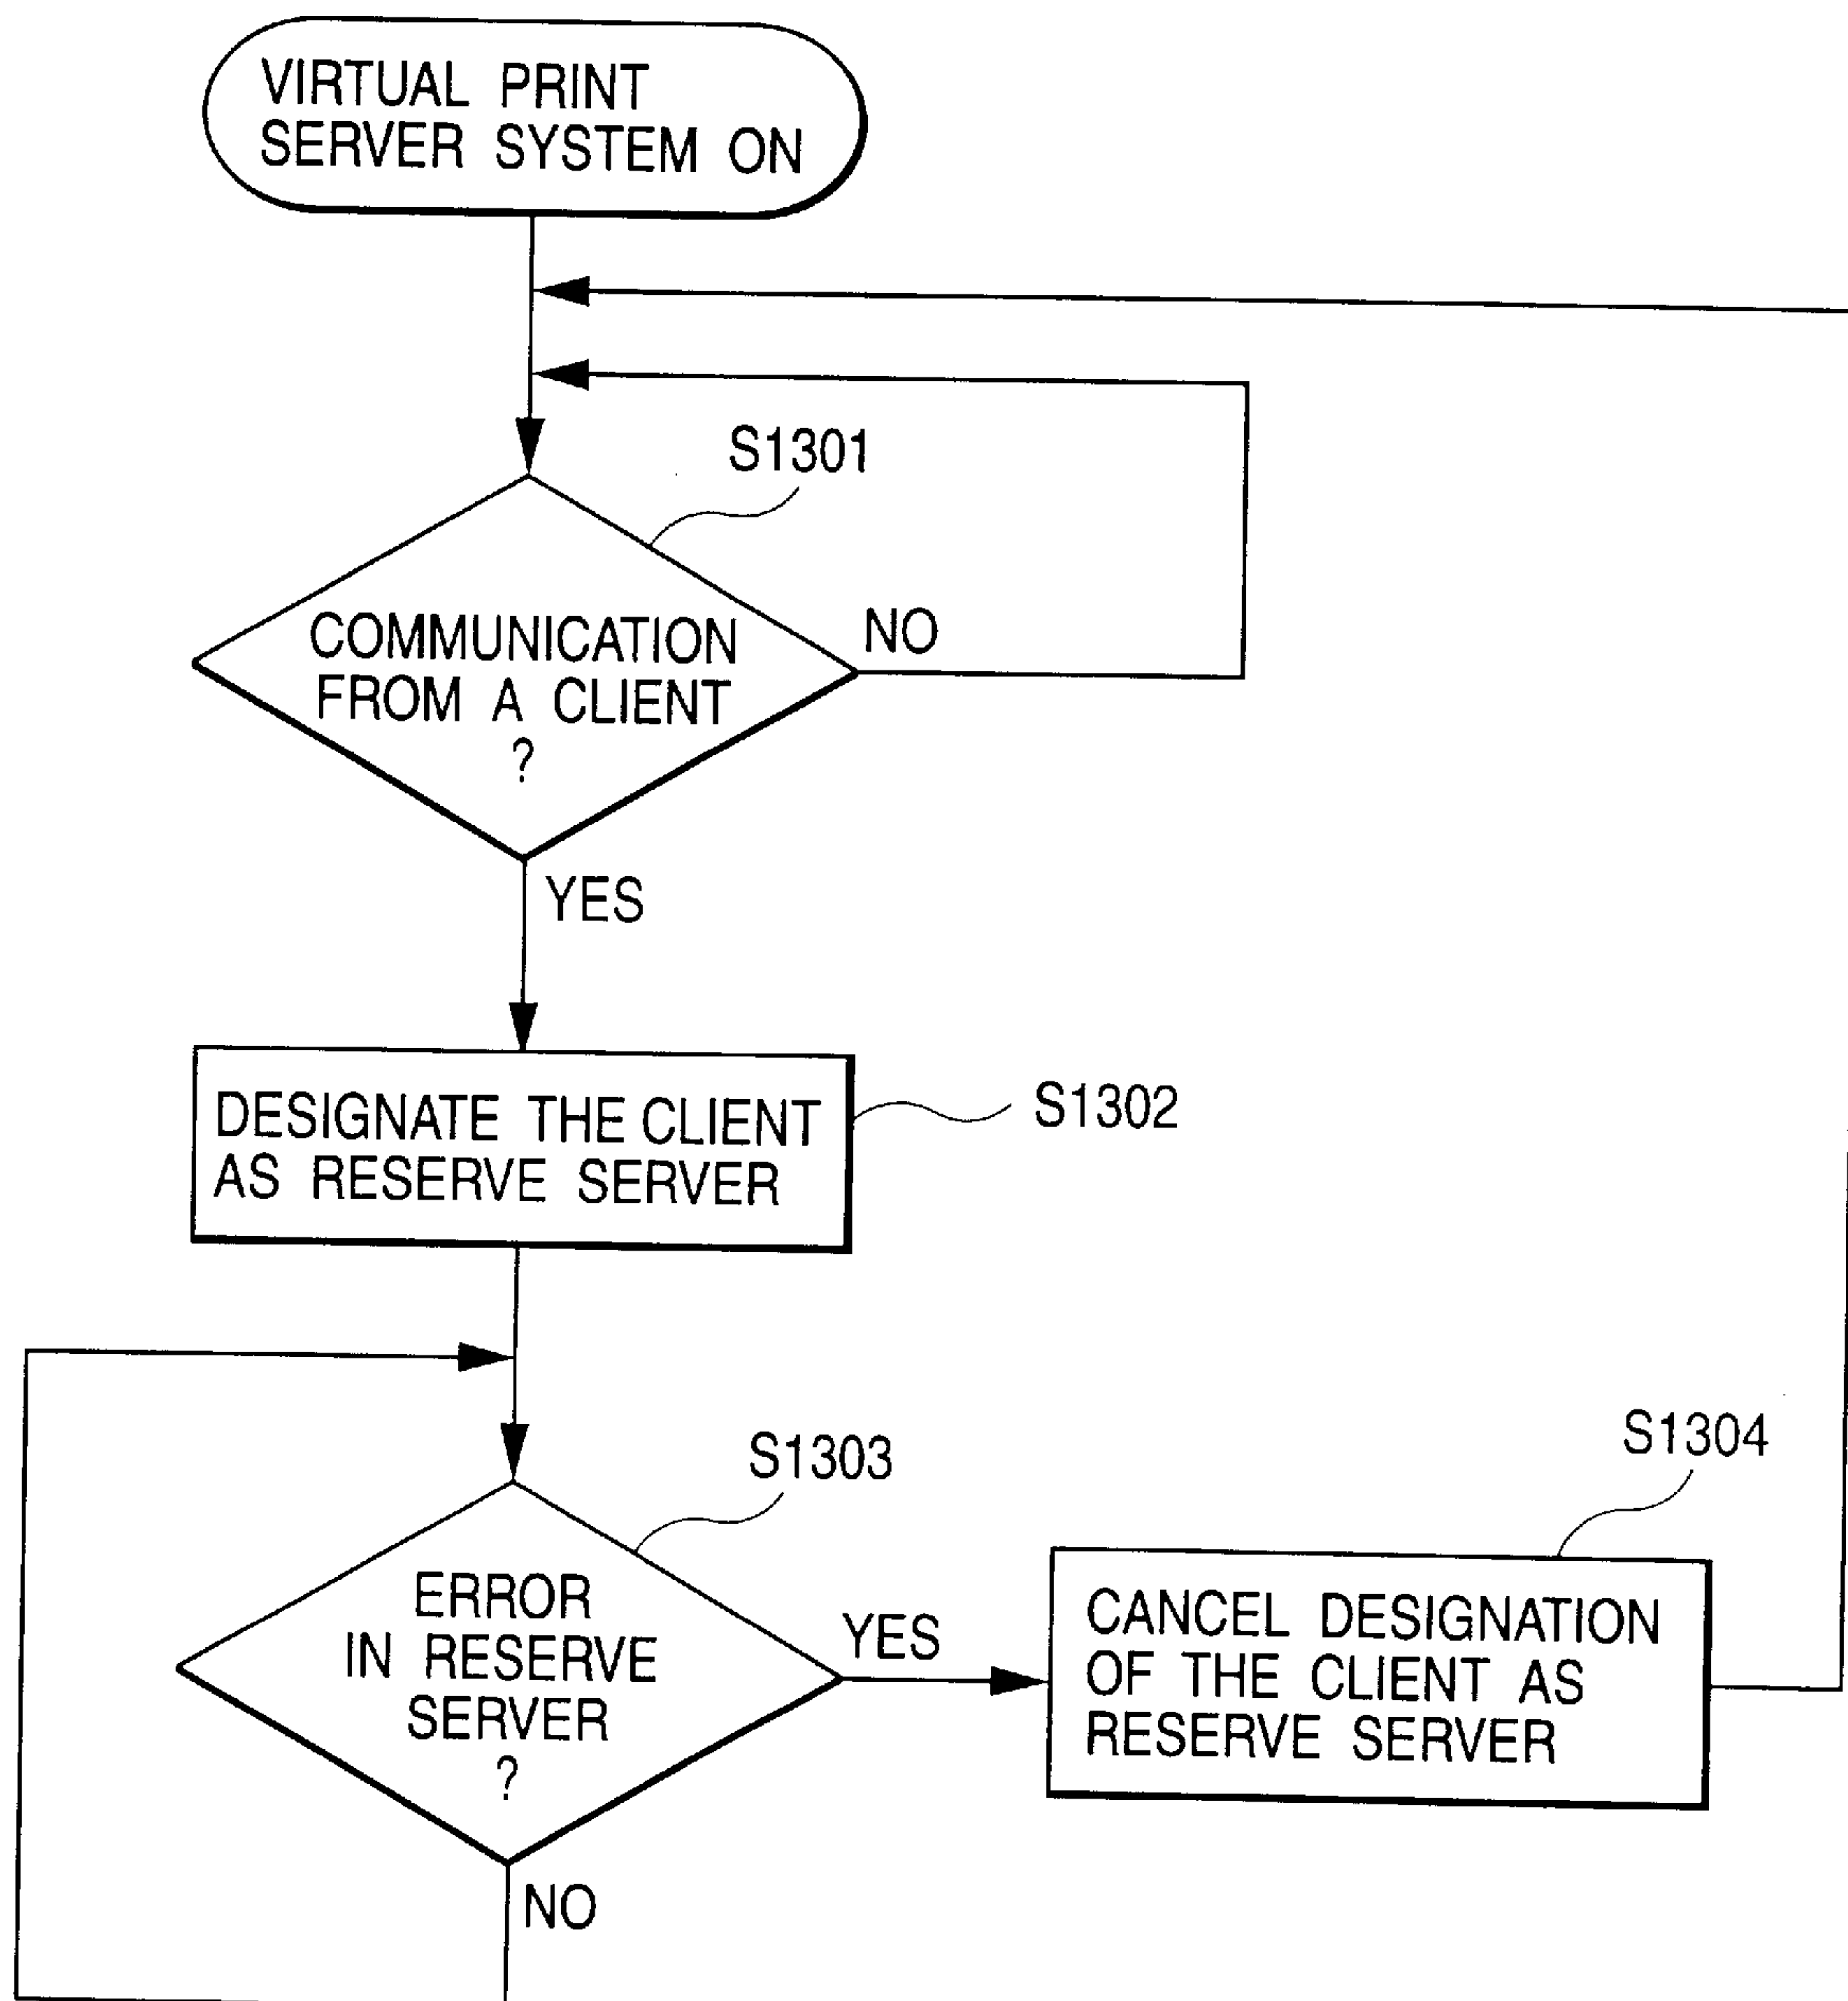 VIRTUAL PRINT
SERVER SYSTEM ON
S1301
COMMUNICATION
FROM A CLIENT
?
NO
YES
DESIGNATE THE CLIENT
AS RESERVE SERVER
S1302
S1303
ERROR
IN RESERVE
SERVER
?
YES
NO
S1304
CANCEL DESIGNATION
OF THE CLIENT AS
RESERVE SERVER